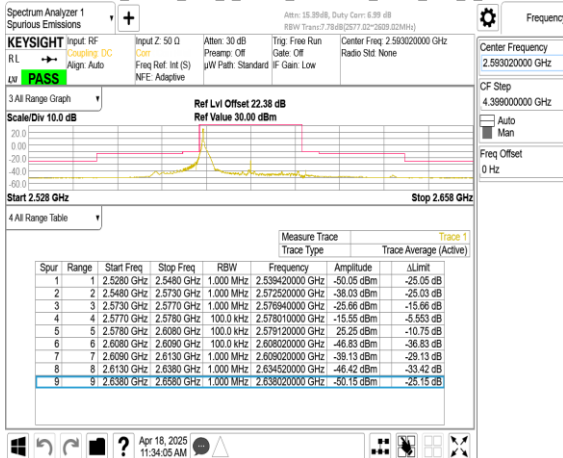 Spectrum Analyzer 1
Spurious Emissions
Attn: 15.39dB, Duty Corr: 6.99 dB
RBW Trans:7.78dB(2577.02~2609.02MHz)
Frequency
KEYSIGHT Input: RF Input Z: 50 Ω Atten: 30 dB Trig: Free Run Center Freq: 2.593020000 GHz
RL Coupling: DC Corr Preamp: Off Gate: Off Radio Std: None
Align: Auto Freq Ref: Int (S) µW Path: Standard IF Gain: Low
NFE: Adaptive
LXI PASS
Center Frequency
2.593020000 GHz
CF Step
4.399000000 GHz
Auto
Man
Freq Offset
0 Hz
3 All Range Graph
Ref Lvl Offset 22.38 dB
Scale/Div 10.0 dB Ref Value 30.00 dBm
20.0
0.00
-20.0
-40.0
-60.0
Start 2.528 GHz Stop 2.658 GHz
4 All Range Table
Measure Trace Trace 1
Trace Type Trace Average (Active)
Spur Range Start Freq Stop Freq RBW Frequency Amplitude ΔLimit
1 1 2.5280 GHz 2.5480 GHz 1.000 MHz 2.539420000 GHz -50.05 dBm -25.05 dB
2 2 2.5480 GHz 2.5730 GHz 1.000 MHz 2.572520000 GHz -38.03 dBm -25.03 dB
3 3 2.5730 GHz 2.5770 GHz 1.000 MHz 2.576940000 GHz -25.66 dBm -15.66 dB
4 4 2.5770 GHz 2.5780 GHz 100.0 kHz 2.578010000 GHz -15.55 dBm -5.553 dB
5 5 2.5780 GHz 2.6080 GHz 100.0 kHz 2.579120000 GHz 25.25 dBm -10.75 dB
6 6 2.6080 GHz 2.6090 GHz 100.0 kHz 2.608020000 GHz -46.83 dBm -36.83 dB
7 7 2.6090 GHz 2.6130 GHz 1.000 MHz 2.609020000 GHz -39.13 dBm -29.13 dB
8 8 2.6130 GHz 2.6380 GHz 1.000 MHz 2.634520000 GHz -46.42 dBm -33.42 dB
9 9 2.6380 GHz 2.6580 GHz 1.000 MHz 2.638020000 GHz -50.15 dBm -25.15 dB
Apr 18, 2025
11:34:05 AM